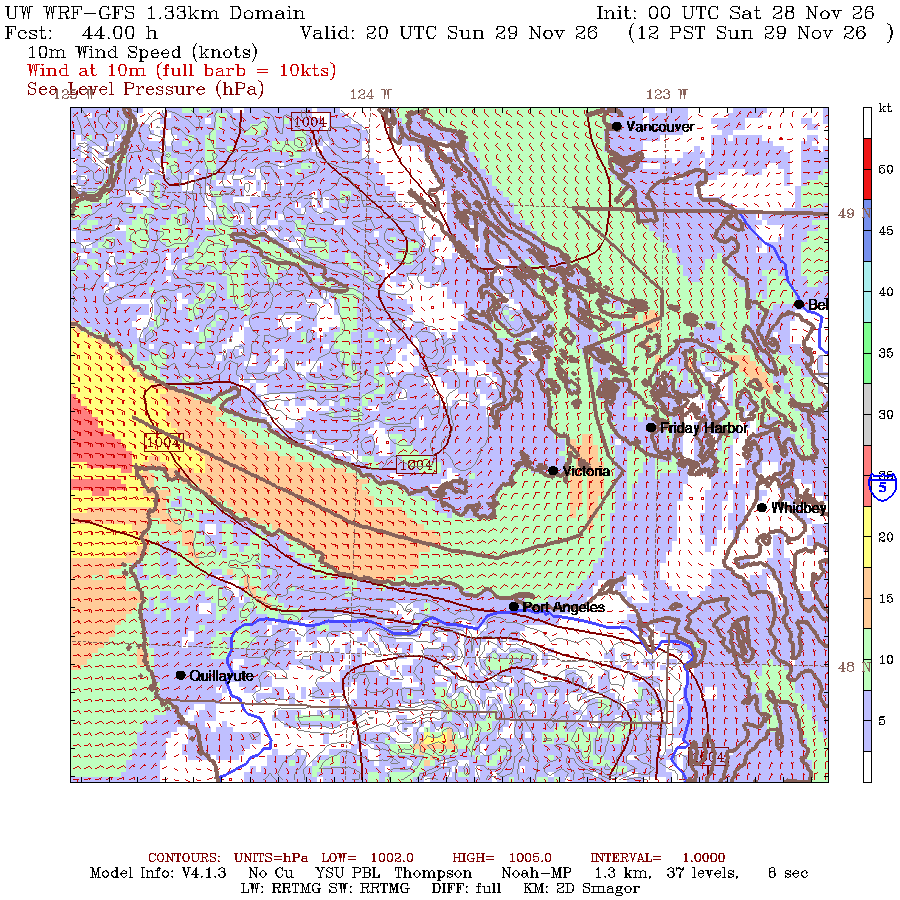 UW WRF-GFS 1.33km Domain Init: 00 UTC Sat 28 Nov 26
Fcst: 44.00 h Valid: 20 UTC Sun 29 Nov 26 (12 PST Sun 29 Nov 26 )
10m Wind Speed (knots)
Wind at 10m (full barb = 10kts)
Sea Level Pressure (hPa)
125 W 124 W 123 W
kt
1004
Vancouver
60
49 N
45
40
Bel
35
30
Friday Harbor
1004
1004
Victoria
25
5
Whidbey
20
15
Port Angeles
10
48 N
Quillayute
5
1004
CONTOURS: UNITS=hPa LOW= 1002.0 HIGH= 1005.0 INTERVAL= 1.0000
Model Info: V4.1.3 No Cu YSU PBL Thompson Noah-MP 1.3 km, 37 levels, 8 sec
LW: RRTMG SW: RRTMG DIFF: full KM: 2D Smagor